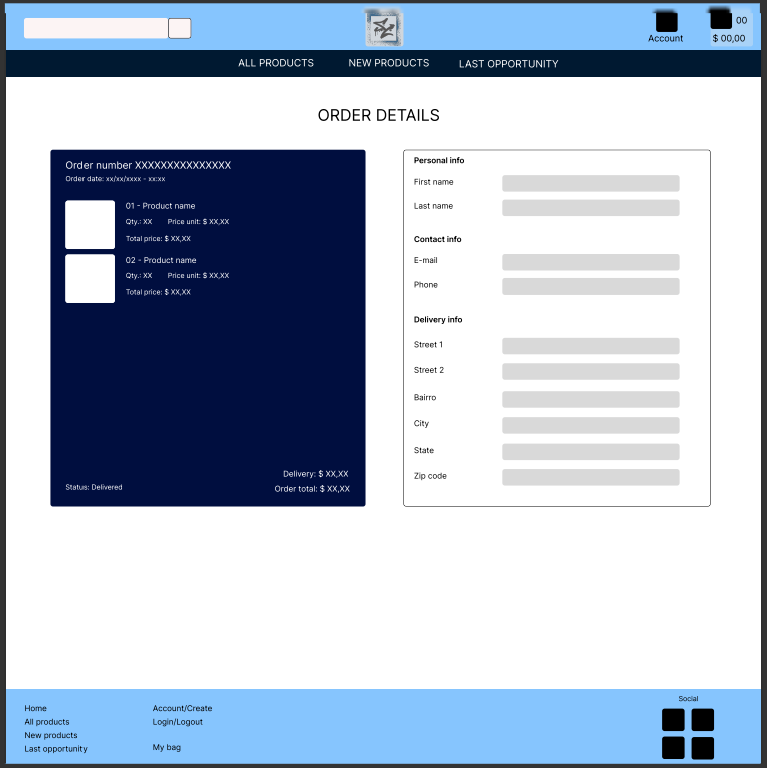 00
Account
$ 00,00
ALL PRODUCTS
NEW PRODUCTS
LAST OPPORTUNITY
ORDER DETAILS
Order number XXXXXXXXXXXXXXX
Order date: xx/xx/xxxx - xx:xx
01 - Product name
Qty.: XX Price unit: $ XX,XX
Total price: $ XX,XX
02 - Product name
Qty.: XX Price unit: $ XX,XX
Total price: $ XX,XX
Delivery: $ XX,XX
Status: Delivered
Order total: $ XX,XX
Personal info
First name
Last name
Contact info
E-mail
Phone
Delivery info
Street 1
Street 2
Bairro
City
State
Zip code
Home
All products
New products
Last opportunity
Account/Create
Login/Logout
My bag
Social